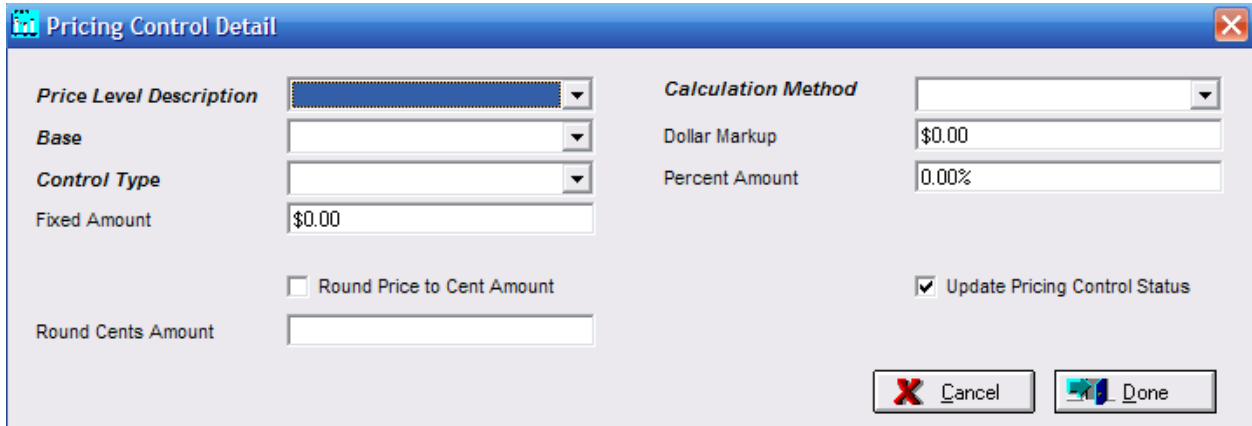 Pricing Control Detail
Price Level Description
Calculation Method
Base
Dollar Markup $0.00
Control Type
Percent Amount 0.00%
Fixed Amount $0.00
Round Price to Cent Amount
Update Pricing Control Status
Round Cents Amount
Cancel
Done